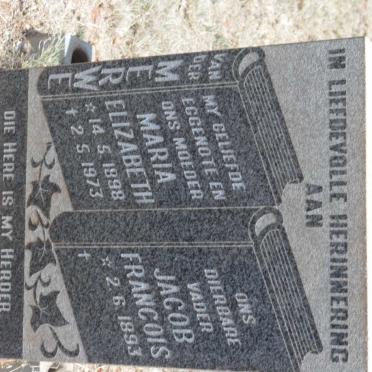 IN LIEFDEVOLLE HERINNERING
AAN
VAN DER
MERWE
MY GELIEFDE
EGGENOTE EN
ONS MOEDER
MARIA
ELIZABETH
☆ 14. 5. 1898
† 2. 5. 1973
ONS
DIERBARE
VADER
JACOB
FRANCOIS
☆ 2. 6. 1893
†
DIE HERE IS MY HERDER